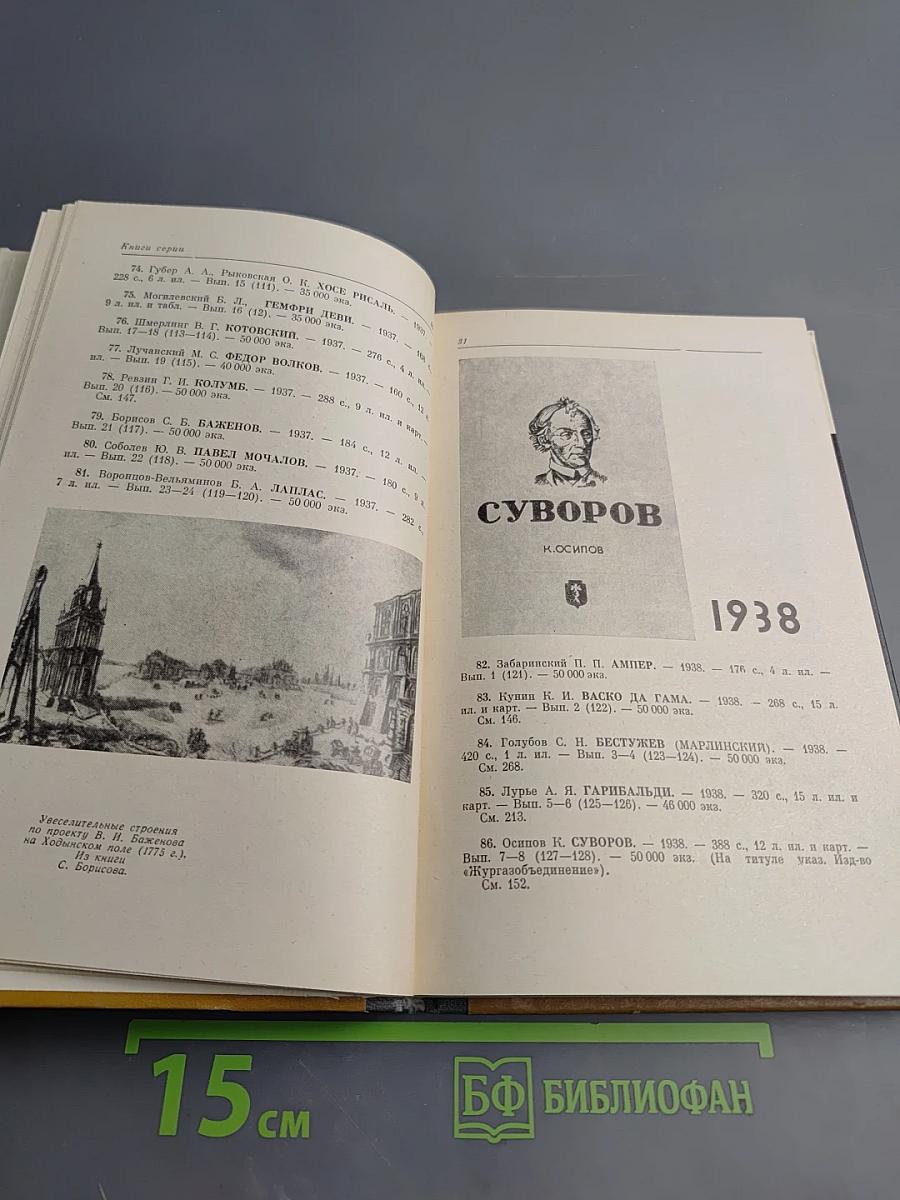 Книги серии
74. Губер А. А., Рыковская О. К. ХОСЕ РИСАЛЬ. — 1937. —
228 с., 6 л. ил. — Вып. 15 (111). — 35 000 экз.
75. Могилевский Б. Л., ГЕМФРИ ДЕВИ. — 1937. — 168 с.,
9 л. ил. и табл. — Вып. 16 (12). — 35 000 экз.
76. Шмерлинг В. Г. КОТОВСКИЙ. — 1937. — 276 с., 4 л. ил.
Вып. 17—18 (113—114). — 50 000 экз.
77. Лучанский М. С. ФЕДОР ВОЛКОВ. — 1937. — 160 с., 12 л.
ил. — Вып. 19 (115). — 40 000 экз.
78. Ревзин Г. И. КОЛУМБ. — 1937. — 288 с., 9 л. ил. и карт. —
Вып. 20 (116). — 50 000 экз.
См. 147.
79. Борисов С. Б. БАЖЕНОВ. — 1937. — 184 с., 12 л. ил. —
Вып. 21 (117). — 50 000 экз.
80. Соболев Ю. В. ПАВЕЛ МОЧАЛОВ. — 1937. — 180 с., 9 л.
ил. — Вып. 22 (118). — 50 000 экз.
81. Воронцов-Вельяминов Б. А. ЛАПЛАС. — 1937. — 282 с.,
7 л. ил. — Вып. 23—24 (119—120). — 50 000 экз.
Увеселительные строения
по проекту В. И. Баженова
на Ходынском поле (1775 г.).
Из книги
С. Борисова.
31
СУВОРОВ
К. ОСИПОВ
1938
82. Забаринский П. П. АМПЕР. — 1938. — 176 с., 4 л. ил. —
Вып. 1 (121). — 50 000 экз.
83. Кунин К. И. ВАСКО ДА ГАМА. — 1938. — 268 с., 15 л.
ил. и карт. — Вып. 2 (122). — 50 000 экз.
См. 146.
84. Голубов С. Н. БЕСТУЖЕВ (МАРЛИНСКИЙ). — 1938. —
420 с., 1 л. ил. — Вып. 3—4 (123—124). — 50 000 экз.
См. 268.
85. Лурье А. Я. ГАРИБАЛЬДИ. — 1938. — 320 с., 15 л. ил. и
карт. — Вып. 5—6 (125—126). — 46 000 экз.
См. 213.
86. Осипов К. СУВОРОВ. — 1938. — 388 с., 12 л. ил. и карт. —
Вып. 7—8 (127—128). — 50 000 экз. (На титуле указ. Изд-во
«Жургазобъединение»).
См. 152.
15 см
БФ БИБЛИОФАН